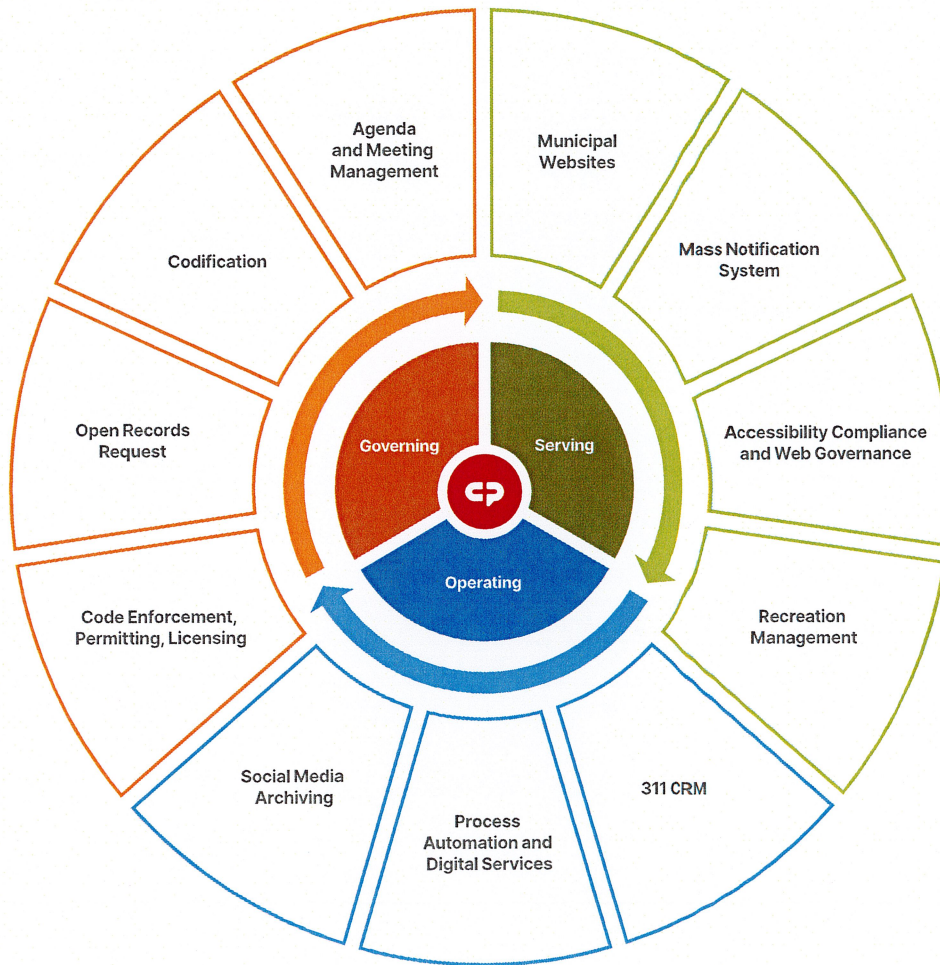 Agenda
and Meeting
Management
Municipal
Websites
Codification
Mass Notification
System
Open Records
Request
Accessibility Compliance
and Web Governance
Governing
Serving
Operating
Code Enforcement,
Permitting, Licensing
Recreation
Management
Social Media
Archiving
311 CRM
Process
Automation and
Digital Services